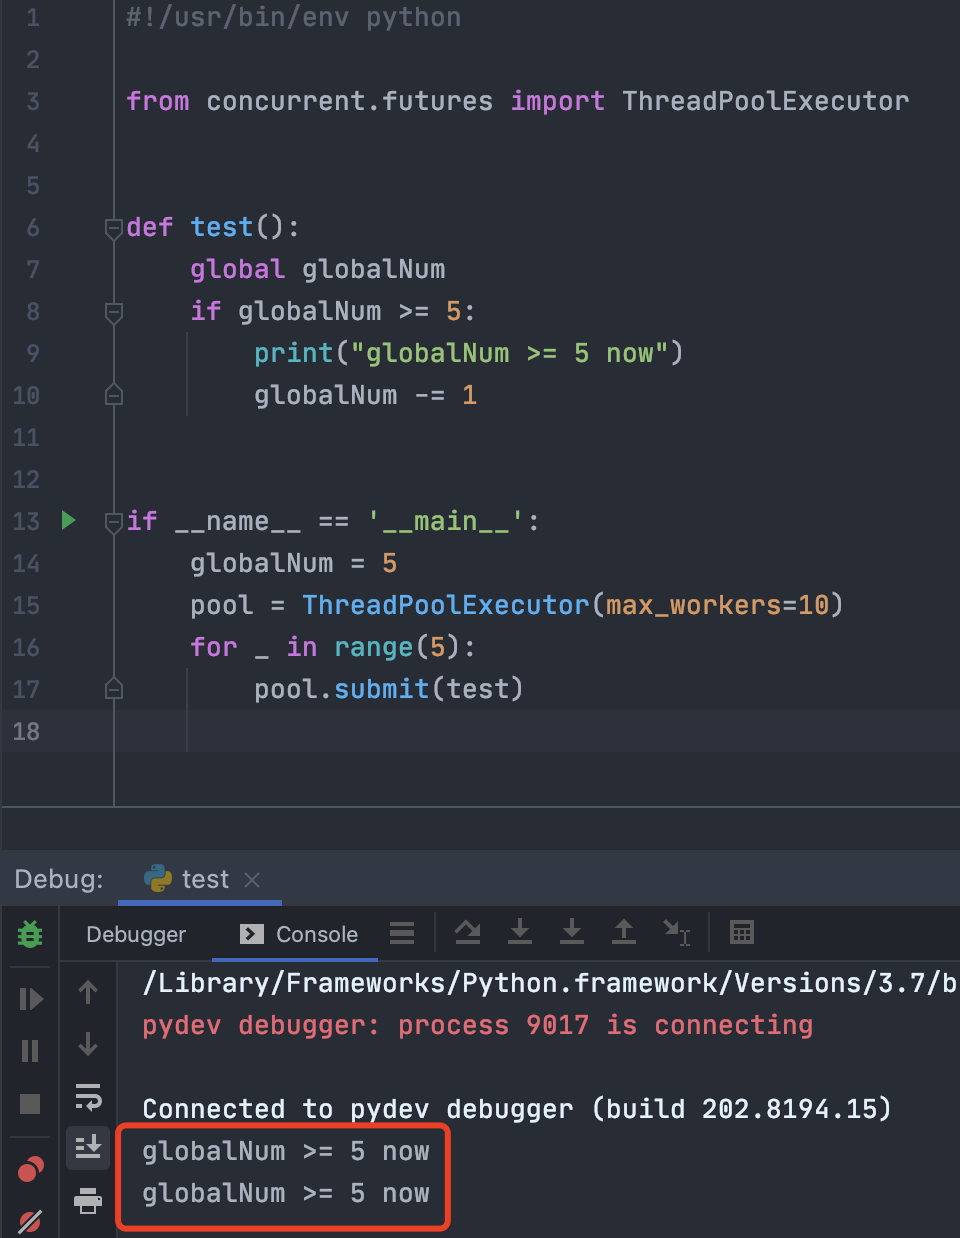 1 #!/usr/bin/env python
2
3 from concurrent.futures import ThreadPoolExecutor
4
5
6 def test():
7     global globalNum
8     if globalNum >= 5:
9         print("globalNum >= 5 now")
10         globalNum -= 1
11
12
13 if __name__ == '__main__':
14     globalNum = 5
15     pool = ThreadPoolExecutor(max_workers=10)
16     for _ in range(5):
17         pool.submit(test)
18
Debug: test
Debugger Console
/Library/Frameworks/Python.framework/Versions/3.7/b
pydev debugger: process 9017 is connecting
Connected to pydev debugger (build 202.8194.15)
globalNum >= 5 now
globalNum >= 5 now